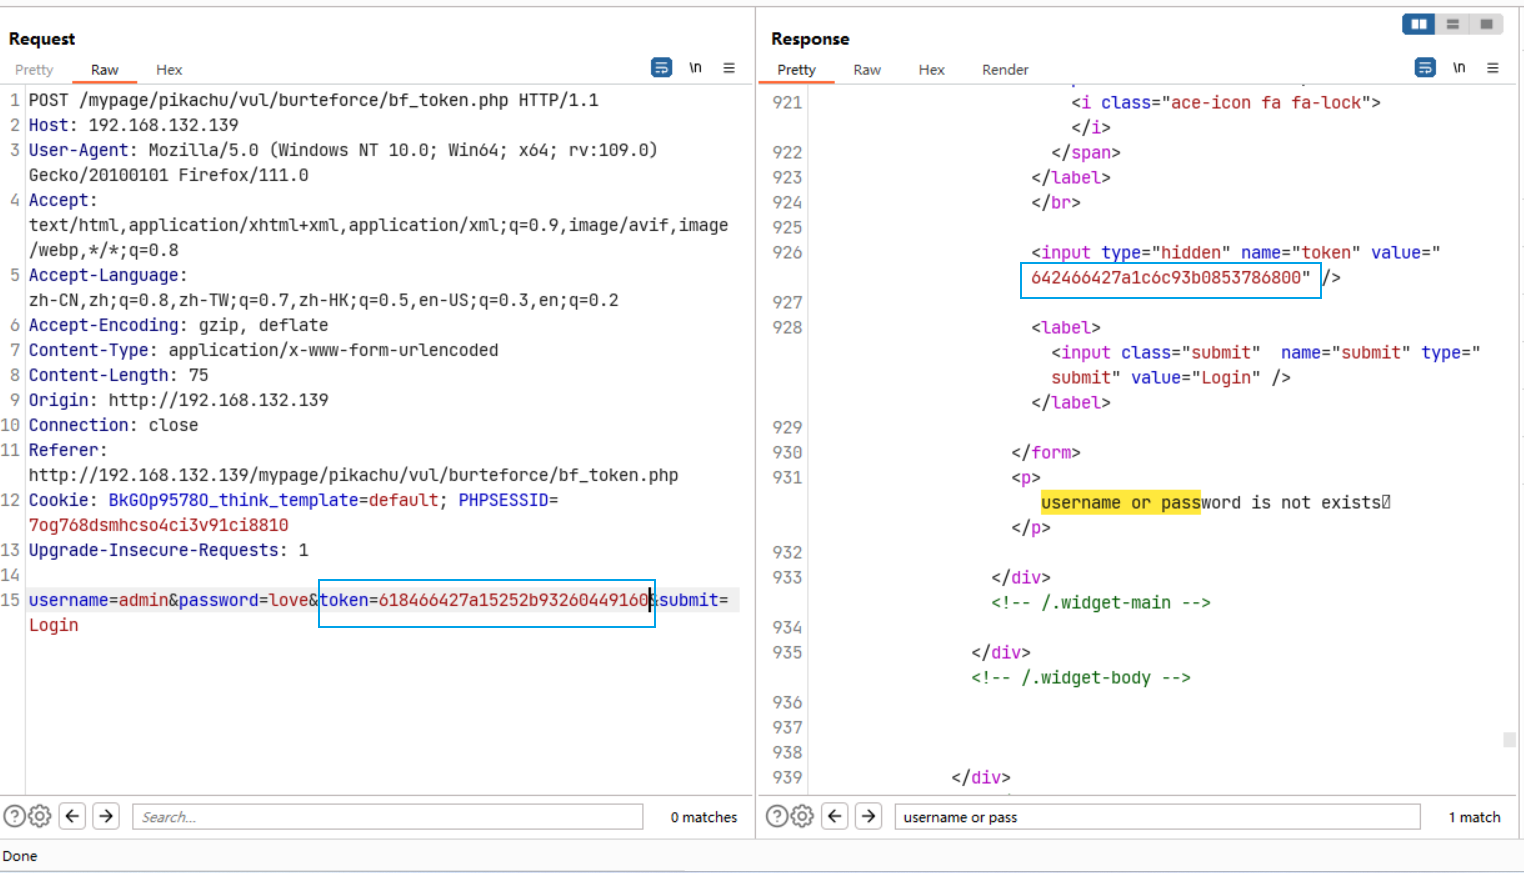 Request
Pretty Raw Hex \n
1 POST /mypage/pikachu/vul/burteforce/bf_token.php HTTP/1.1
2 Host: 192.168.132.139
3 User-Agent: Mozilla/5.0 (Windows NT 10.0; Win64; x64; rv:109.0)
Gecko/20100101 Firefox/111.0
4 Accept:
text/html,application/xhtml+xml,application/xml;q=0.9,image/avif,image
/webp,*/*;q=0.8
5 Accept-Language:
zh-CN,zh;q=0.8,zh-TW;q=0.7,zh-HK;q=0.5,en-US;q=0.3,en;q=0.2
6 Accept-Encoding: gzip, deflate
7 Content-Type: application/x-www-form-urlencoded
8 Content-Length: 75
9 Origin: http://192.168.132.139
10 Connection: close
11 Referer:
http://192.168.132.139/mypage/pikachu/vul/burteforce/bf_token.php
12 Cookie: BkGOp9578O_think_template=default; PHPSESSID=
7og768dsmhcso4ci3v91ci8810
13 Upgrade-Insecure-Requests: 1
14
15 username=admin&password=love&token=618466427a15252b93260449160&submit=
Login
Search...
0 matches
Done
Response
Pretty Raw Hex Render \n
921 <i class="ace-icon fa fa-lock">
</i>
922 </span>
923 </label>
924 </br>
925
926 <input type="hidden" name="token" value="
642466427a1c6c93b0853786800" />
927
928 <label>
<input class="submit" name="submit" type="
submit" value="Login" />
</label>
929
930 </form>
931 <p>
username or password is not exists
</p>
932
933 </div>
<!-- /.widget-main -->
934
935 </div>
<!-- /.widget-body -->
936
937
938
939 </div>
username or pass
1 match